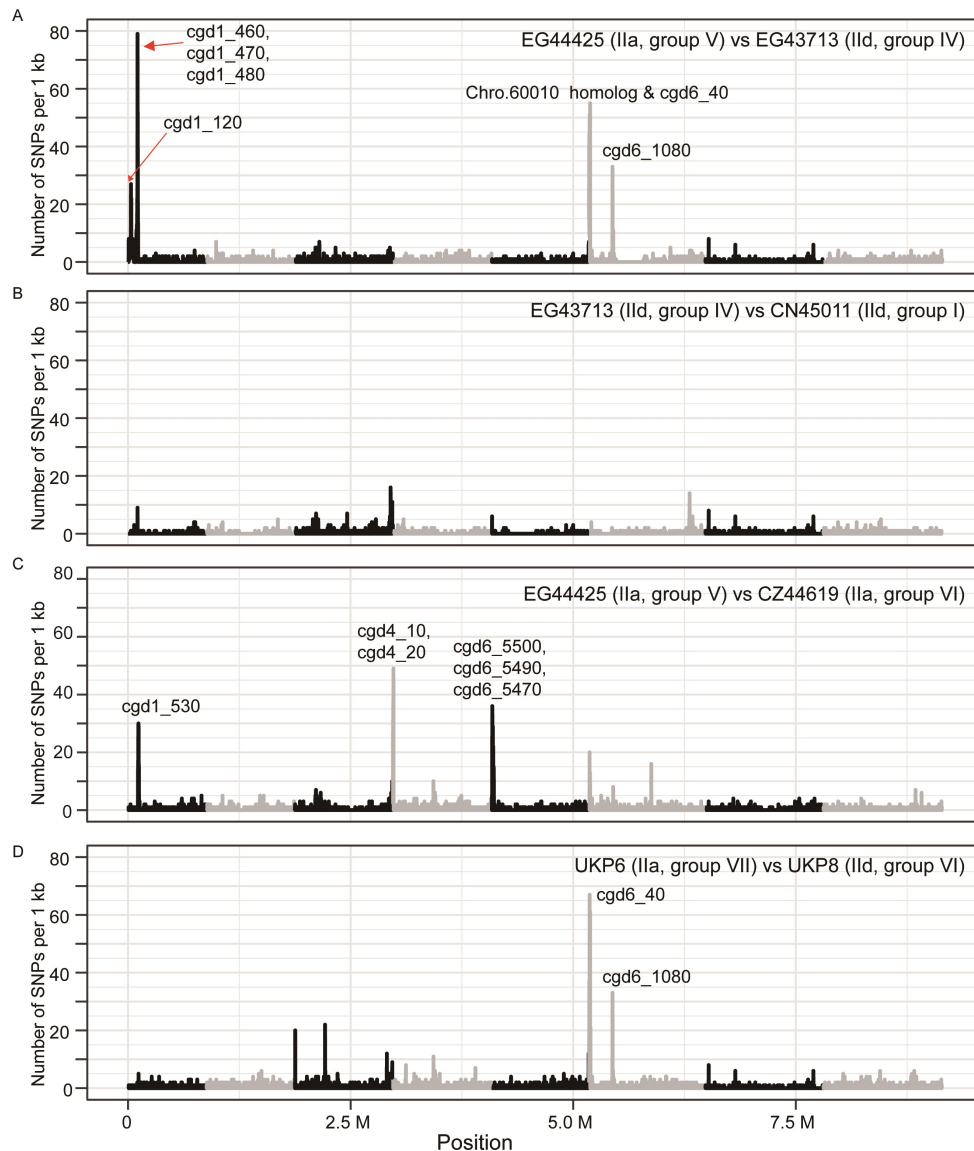 A
EG44425 (IIa, group V) vs EG43713 (IId, group IV)
cgd1_460,
cgd1_470,
cgd1_480
cgd1_120
Chro.60010 homolog & cgd6_40
cgd6_1080
Number of SNPs per 1 kb
80
60
40
20
0
B
EG43713 (IId, group IV) vs CN45011 (IId, group I)
Number of SNPs per 1 kb
80
60
40
20
0
C
EG44425 (IIa, group V) vs CZ44619 (IIa, group VI)
cgd1_530
cgd4_10,
cgd4_20
cgd6_5500,
cgd6_5490,
cgd6_5470
Number of SNPs per 1 kb
80
60
40
20
0
D
UKP6 (IIa, group VII) vs UKP8 (IId, group VI)
cgd6_40
cgd6_1080
Number of SNPs per 1 kb
80
60
40
20
0
0 2.5 M 5.0 M 7.5 M
Position